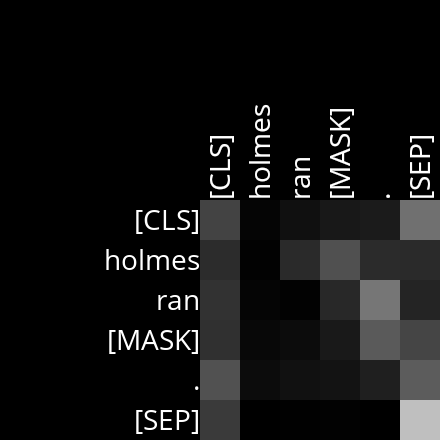 [CLS]
holmes
ran
[MASK]
.
[SEP]
[CLS]
holmes
ran
[MASK]
.
[SEP]